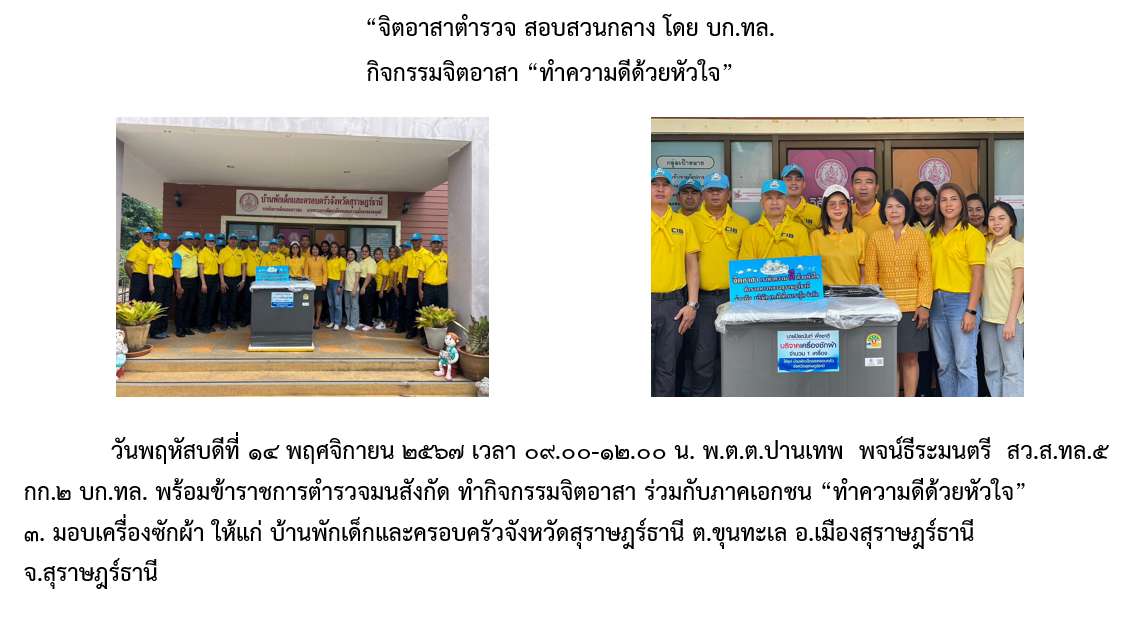 “จิตอาสาตำรวจ สอบสวนกลาง โดย บก.ทล.
กิจกรรมจิตอาสา “ทำความดีด้วยหัวใจ”
บ้านพักเด็กและครอบครัวจังหวัดสุราษฎร์ธานี
กลุ่มเป้าหมาย
CIB
CIB
บริจาคเครื่องซักผ้า
จำนวน 1 เครื่อง
วันพฤหัสบดีที่ ๑๔ พฤศจิกายน ๒๕๖๗ เวลา ๐๙.๐๐-๑๒.๐๐ น. พ.ต.ต.ปานเทพ พจน์ธีระมนตรี สว.ส.ทล.๕
กก.๒ บก.ทล. พร้อมข้าราชการตำรวจมนสังกัด ทำกิจกรรมจิตอาสา ร่วมกับภาคเอกชน “ทำความดีด้วยหัวใจ”
๓. มอบเครื่องซักผ้า ให้แก่ บ้านพักเด็กและครอบครัวจังหวัดสุราษฎร์ธานี ต.ขุนทะเล อ.เมืองสุราษฎร์ธานี
จ.สุราษฎร์ธานี